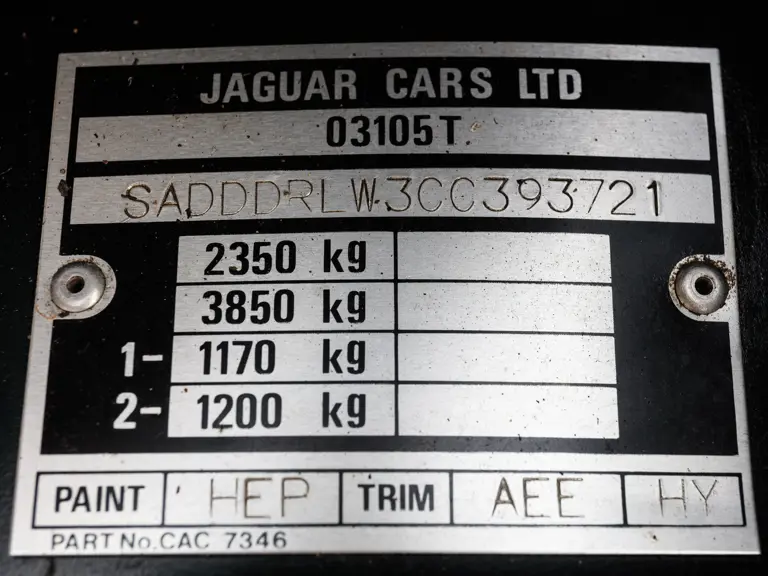 JAGUAR CARS LTD
03105T
SADDDRLW3CC393721
2350 kg
3850 kg
1- 1170 kg
2- 1200 kg
PAINT HEP TRIM AEE HY
PART No. CAC 7346